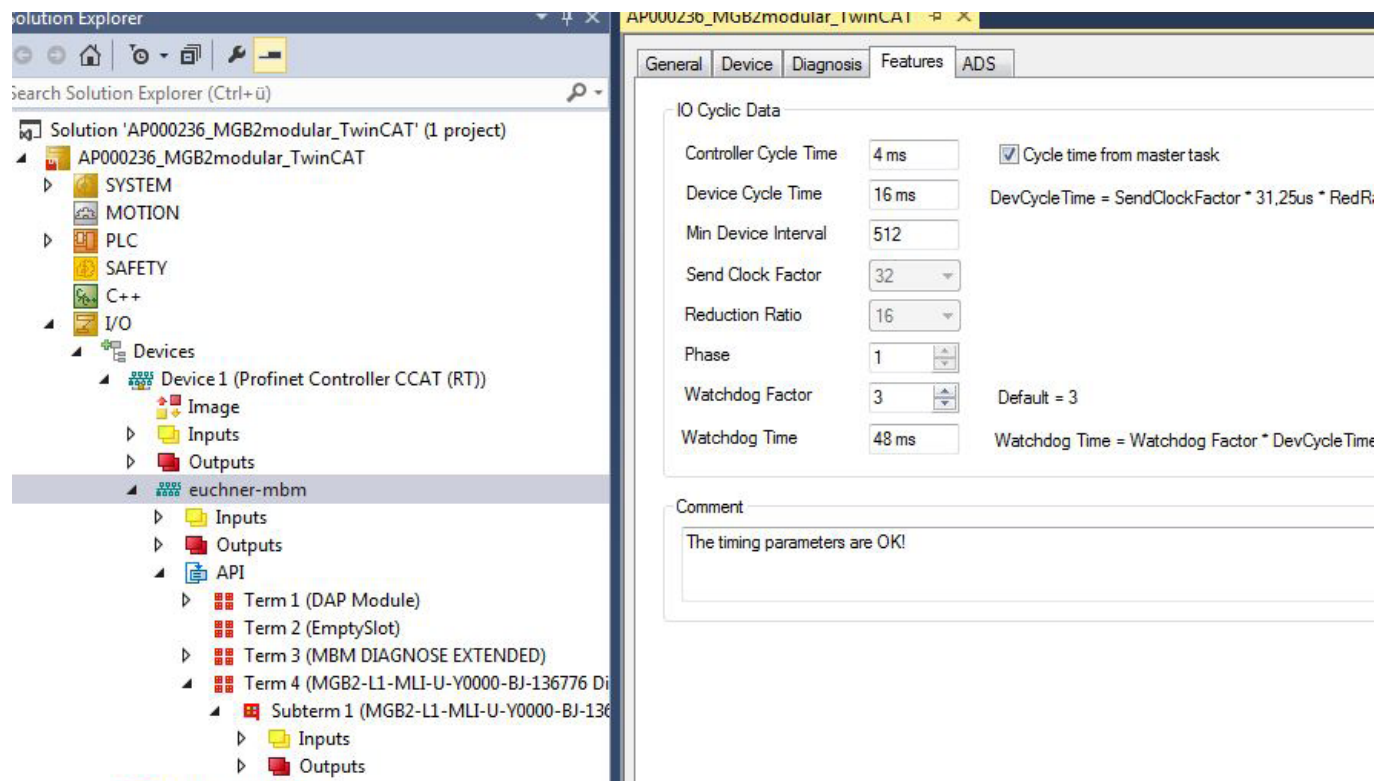 Solution Explorer
Search Solution Explorer (Ctrl+ü)
Solution 'AP000236_MGB2modular_TwinCAT' (1 project)
AP000236_MGB2modular_TwinCAT
SYSTEM
MOTION
PLC
SAFETY
C++
I/O
Devices
Device 1 (Profinet Controller CCAT (RT))
Image
Inputs
Outputs
euchner-mbm
Inputs
Outputs
API
Term 1 (DAP Module)
Term 2 (EmptySlot)
Term 3 (MBM DIAGNOSE EXTENDED)
Term 4 (MGB2-L1-MLI-U-Y0000-BJ-136776 Di
Subterm 1 (MGB2-L1-MLI-U-Y0000-BJ-136
Inputs
Outputs
AP000236_MGB2modular_TwinCAT
General Device Diagnosis Features ADS
IO Cyclic Data
Controller Cycle Time 4 ms Cycle time from master task
Device Cycle Time 16 ms DevCycleTime = SendClockFactor * 31,25us * RedRa
Min Device Interval 512
Send Clock Factor 32
Reduction Ratio 16
Phase 1
Watchdog Factor 3 Default = 3
Watchdog Time 48 ms Watchdog Time = Watchdog Factor * DevCycleTime
Comment
The timing parameters are OK!